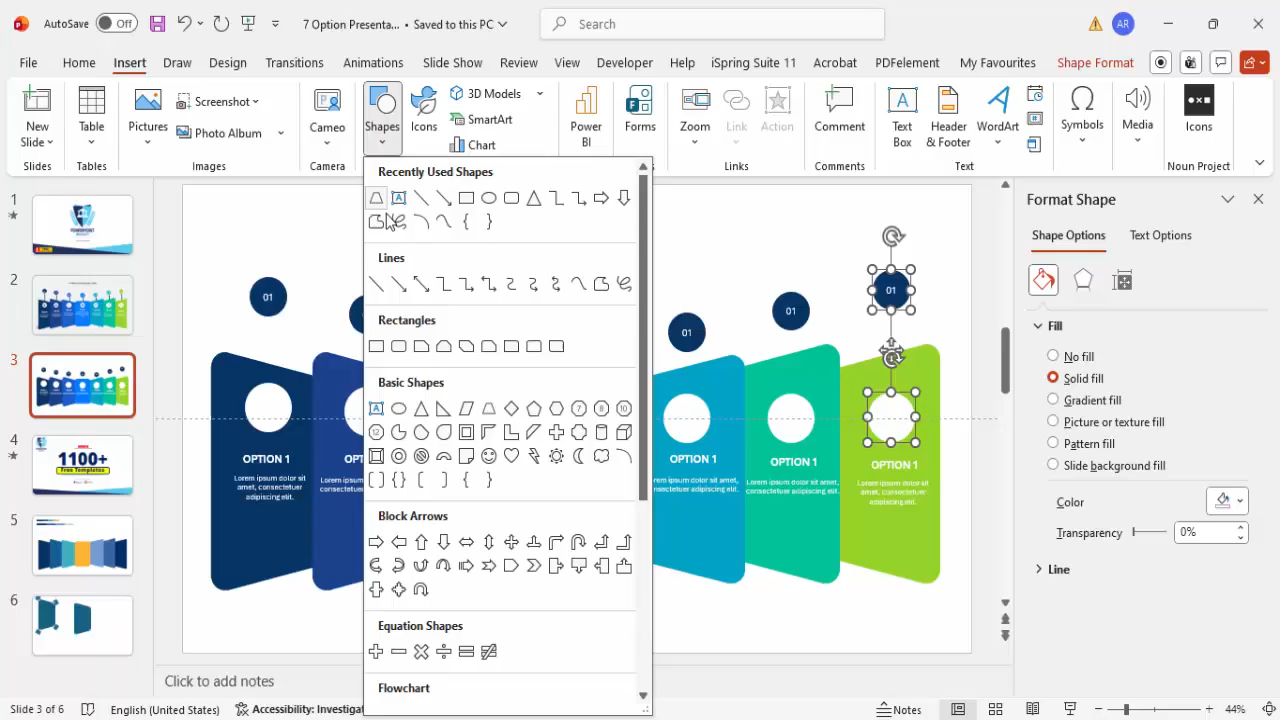 AutoSave Off 7 Option Presenta... • Saved to this PC Search AR
File Home Insert Draw Design Transitions Animations Slide Show Review View Developer Help iSpring Suite 11 Acrobat PDFelement My Favourites Shape Format
New Slide
Slides
Table
Tables
Pictures
Screenshot
Photo Album
Images
Cameo
Camera
Shapes
Icons
3D Models
SmartArt
Chart
Power BI
Forms
Zoom
Link
Action
Links
Comment
Text Box
Header & Footer
WordArt
Text
Symbols
Media
Icons
Noun Project
Recently Used Shapes
Lines
Rectangles
Basic Shapes
Block Arrows
Equation Shapes
Flowchart
1
2
3
4
1100+
Free Templates
5
6
01
01
01
01
OPTION 1
Lorem ipsum dolor sit
amet, consectetuer
adipiscing elit.
OPTION 1
Lorem ipsum dolor sit
amet, consectetuer
adipiscing elit.
OPTION 1
Lorem ipsum dolor sit amet,
consectetuer adipiscing elit.
OPTION 1
Lorem ipsum dolor sit
amet, consectetuer
adipiscing elit.
Format Shape
Shape Options Text Options
Fill
No fill
Solid fill
Gradient fill
Picture or texture fill
Pattern fill
Slide background fill
Color
Transparency 0%
Line
Click to add notes
Slide 3 of 6 English (United States) Accessibility: Investiga Notes 44%